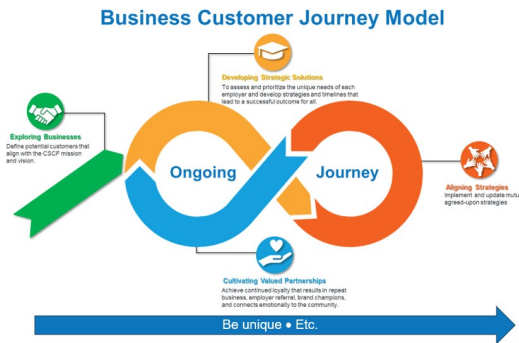 Business Customer Journey Model
Developing Strategic Solutions
To assess and prioritize the unique needs of each
employer and develop strategies and timelines that
lead to a successful outcome for all.
Exploring Businesses
Define potential customers that
align with the CSCF mission
and vision.
Ongoing
Journey
Aligning Strategies
Implement and update
agreed-upon strategies
Cultivating Valued Partnerships
Achieve continued loyalty that results in repeat
business, employer referral, brand champions,
and connects emotionally to the community.
Be unique • Etc.